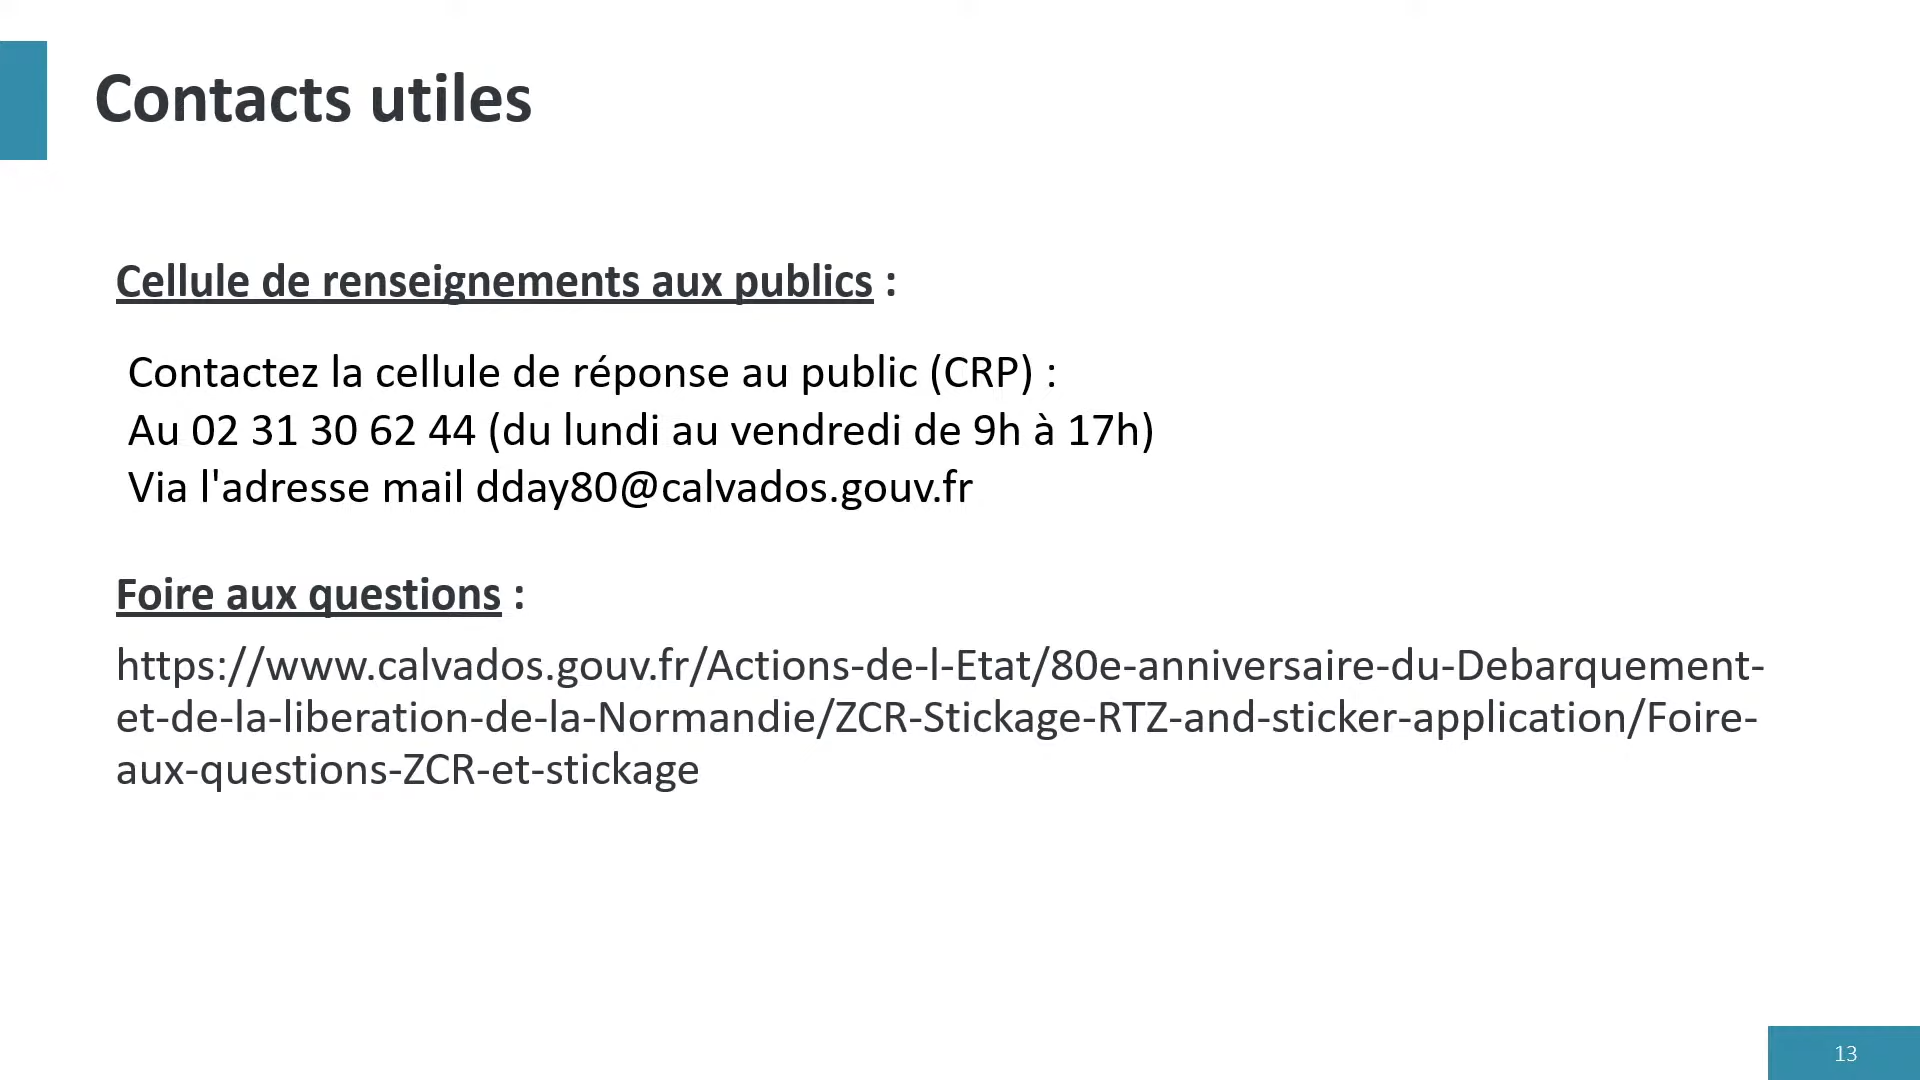 Contacts utiles
Cellule de renseignements aux publics :
Contactez la cellule de réponse au public (CRP) :
Au 02 31 30 62 44 (du lundi au vendredi de 9h à 17h)
Via l'adresse mail dday80@calvados.gouv.fr
Foire aux questions :
https://www.calvados.gouv.fr/Actions-de-l-Etat/80e-anniversaire-du-Debarquement-
et-de-la-liberation-de-la-Normandie/ZCR-Stickage-RTZ-and-sticker-application/Foire-
aux-questions-ZCR-et-stickage
13